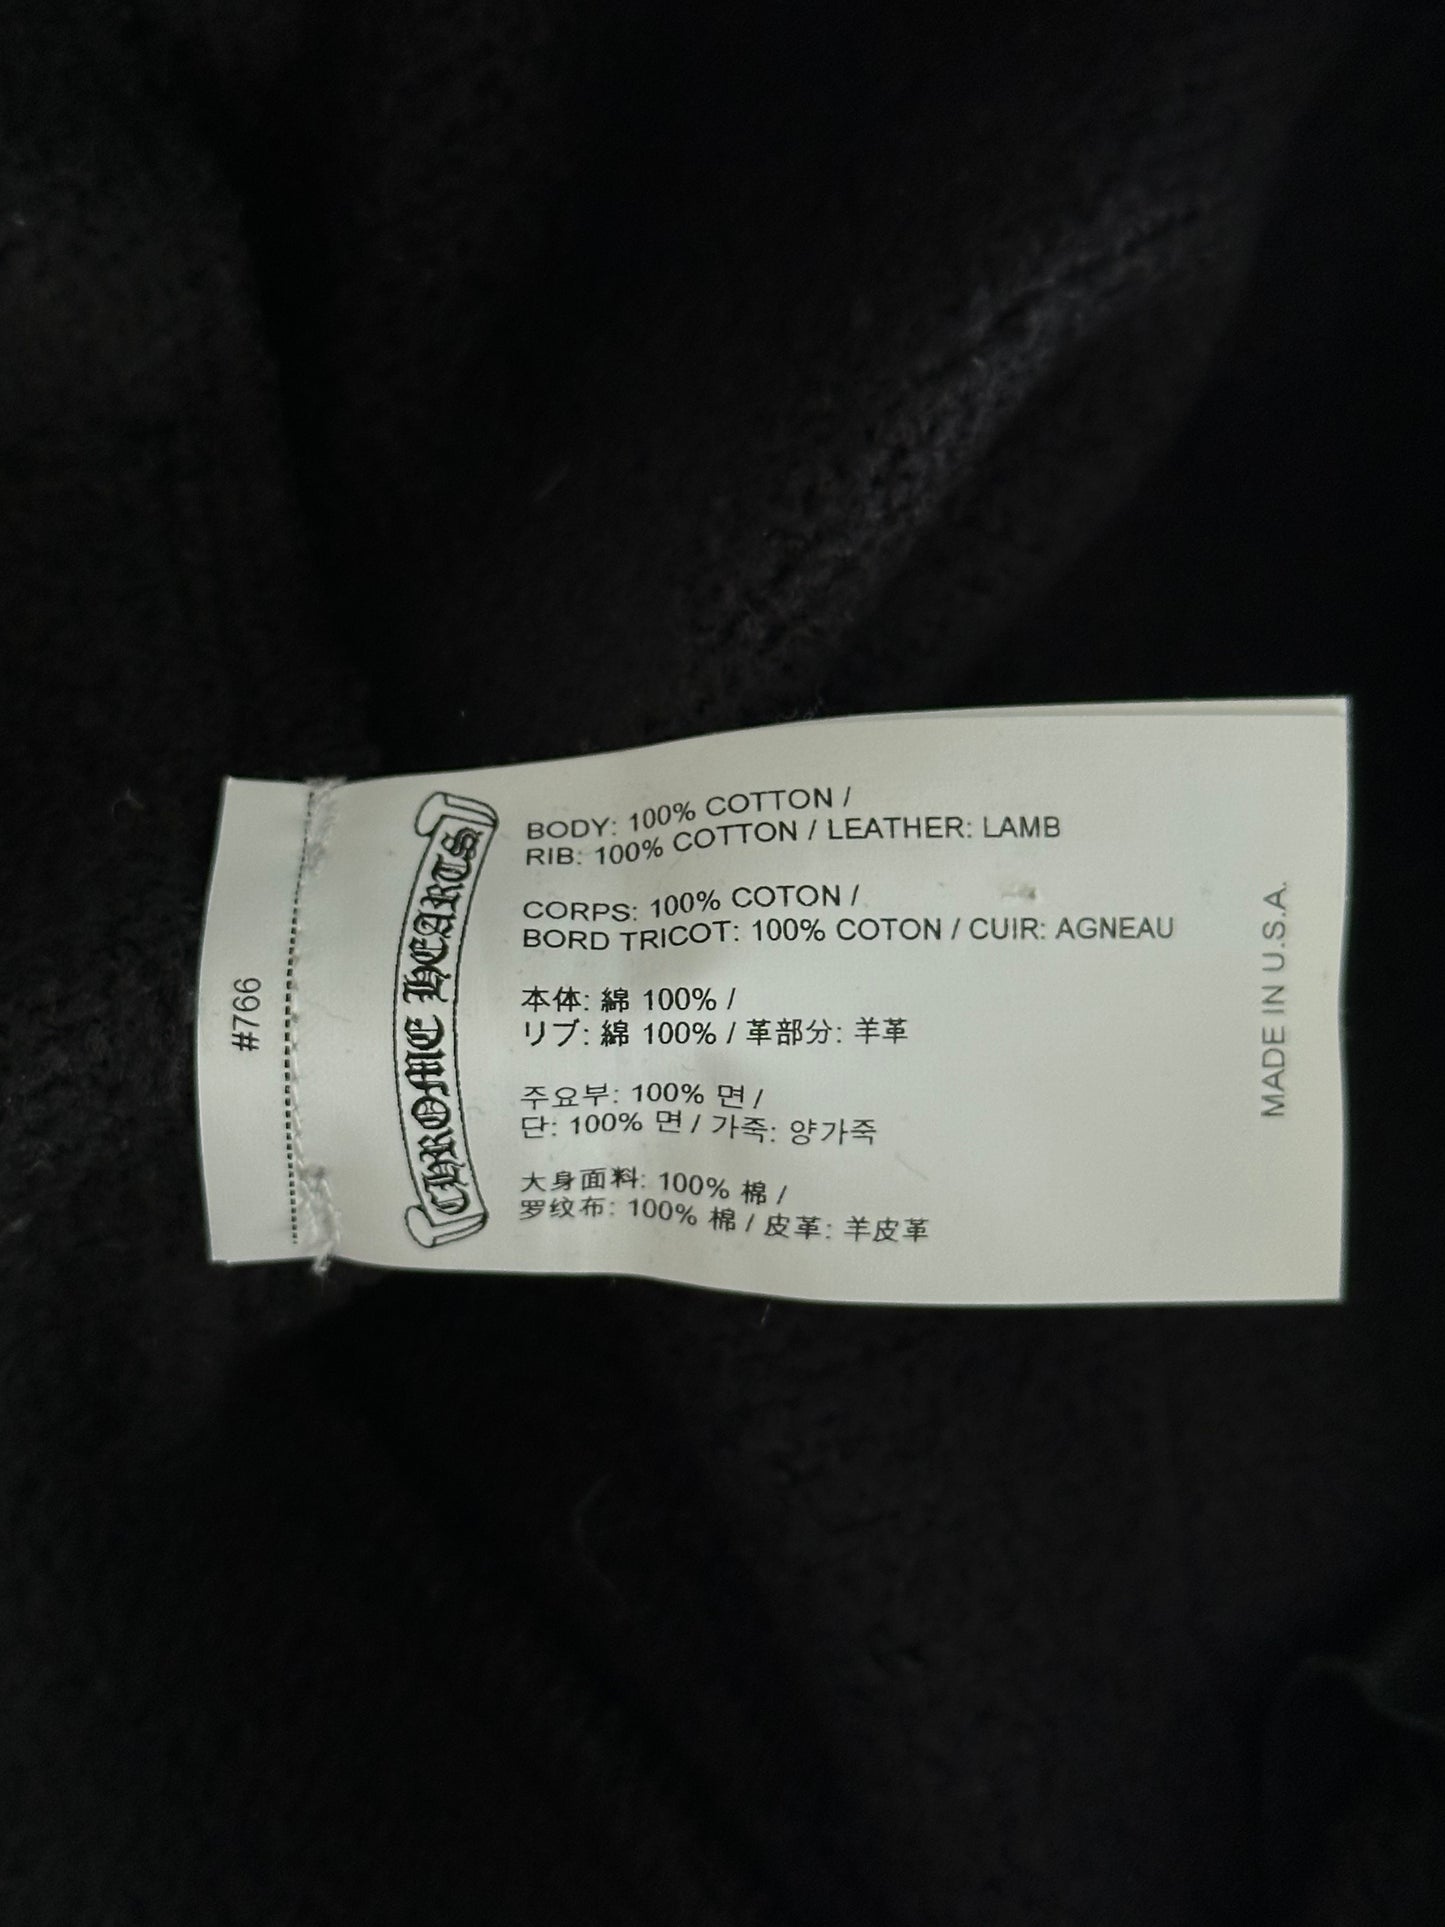 #766
CHROME HEARTS
BODY: 100% COTTON /
RIB: 100% COTTON / LEATHER: LAMB
CORPS: 100% COTON /
BORD TRICOT: 100% COTON / CUIR: AGNEAU
本体: 綿 100% /
リブ: 綿 100% / 革部分: 羊革
주요부: 100% 면 /
단: 100% 면 / 가죽: 양가죽
大身面料: 100% 棉 /
罗纹布: 100% 棉 / 皮革: 羊皮革
MADE IN U.S.A.